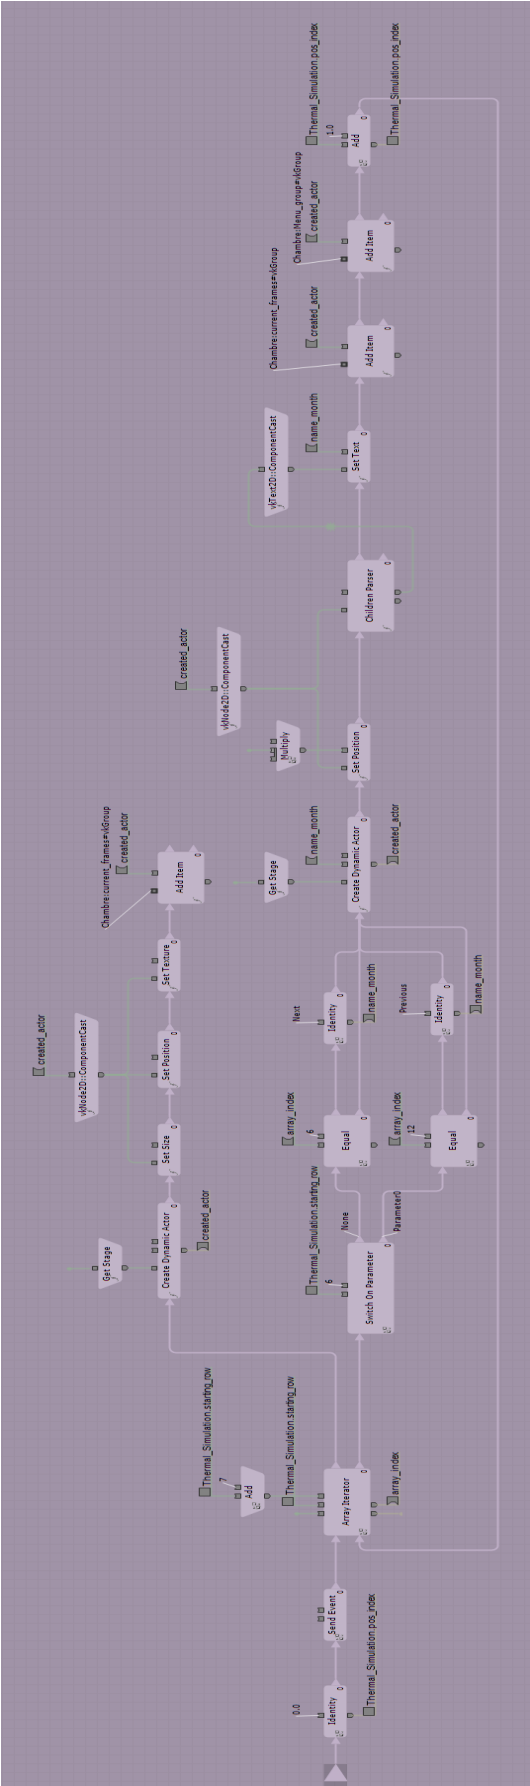 0.0
Identity
Thermal_Simulation.pos_index
Send Event
Thermal_Simulation.starting_row
7
Add
Thermal_Simulation.starting_row
Array Iterator
array_index
Get Stage
Create Dynamic Actor
created_actor
Set Size
created_actor
vkNode2D::ComponentCast
Set Position
Set Texture
Chambre:current_frames#vkGroup
created_actor
Add Item
Thermal_Simulation.starting_row
6
Switch On Parameter
None
Parameter0
array_index
6
Equal
array_index
12
Equal
Next
Identity
name_month
Previous
Identity
name_month
Get Stage
name_month
Create Dynamic Actor
created_actor
Multiply
Set Position
created_actor
vkNode2D::ComponentCast
Children Parser
vkText2D::ComponentCast
name_month
Set Text
Chambre:current_frames#vkGroup
created_actor
Add Item
Chambre:Menu_group#vkGroup
created_actor
Add Item
Thermal_Simulation.pos_index
1.0
Add
Thermal_Simulation.pos_index